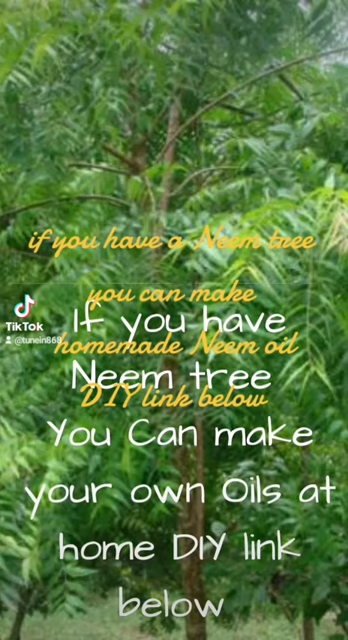 if you have a Neem tree
you can make
homemade Neem oil
DIY link below
If you have
Neem tree
You Can make
your own Oils at
home DIY link
below
TikTok
@tunein868